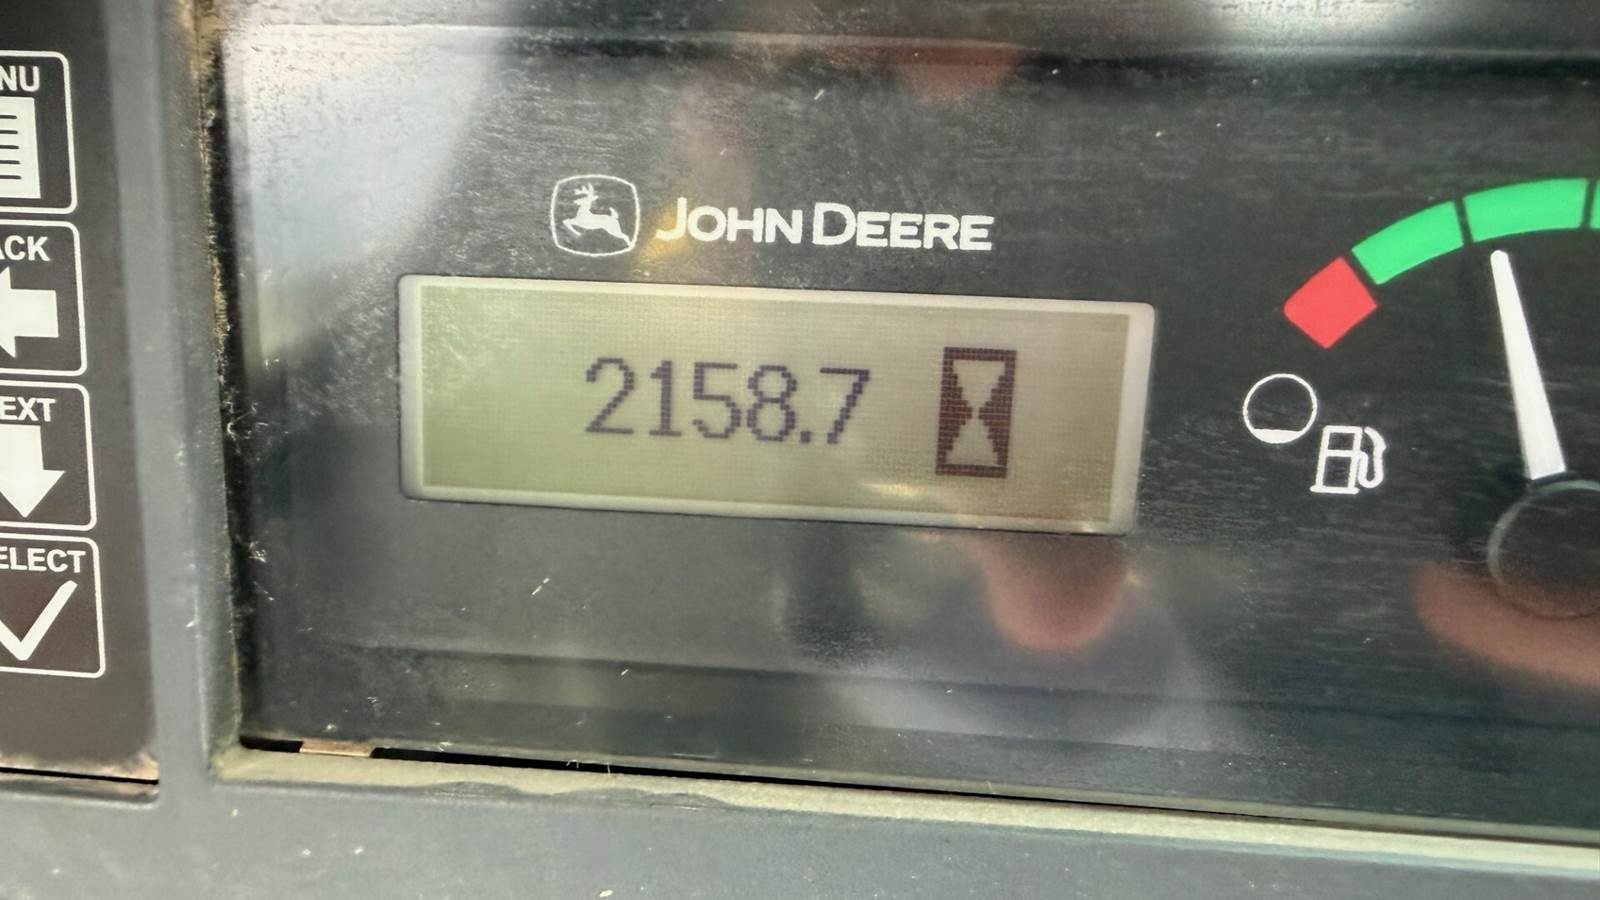 NU
ACK
EXT
ELECT
JOHN DEERE
2158.7